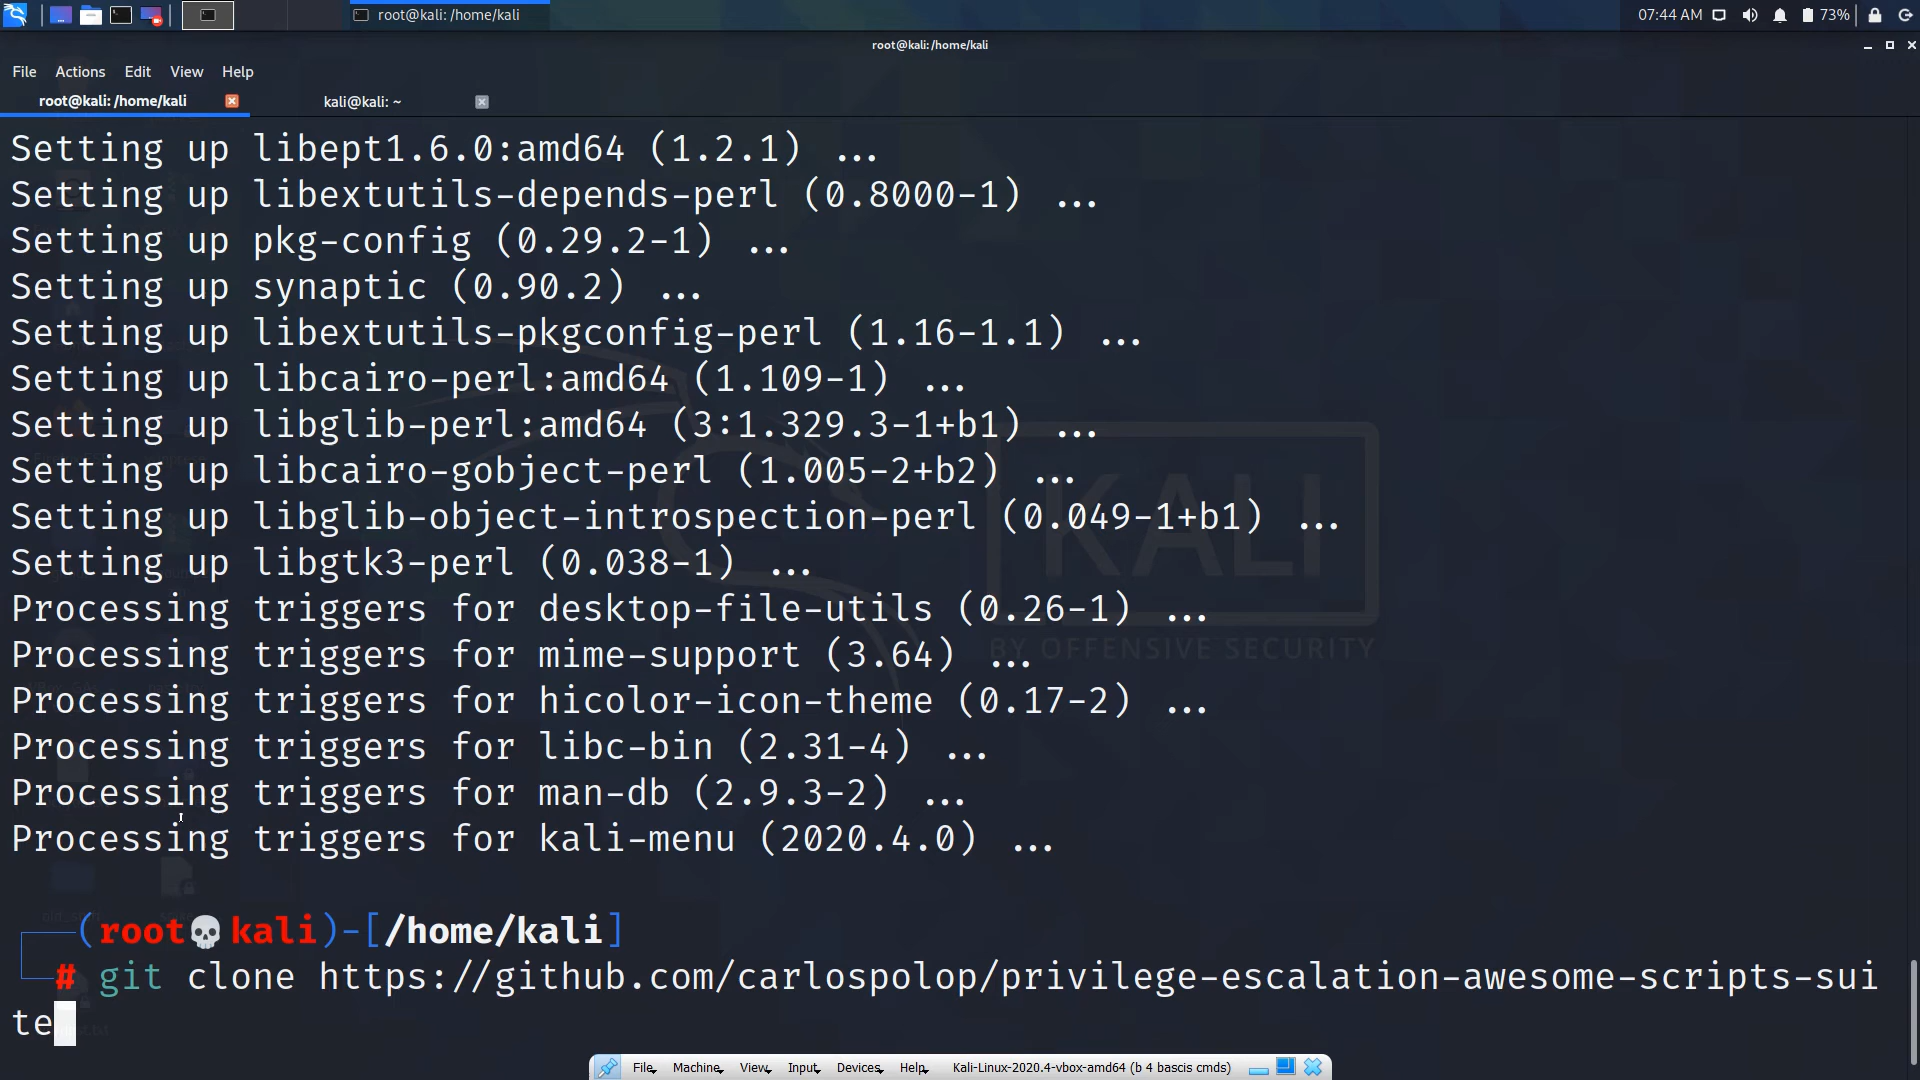 root@kali: /home/kali
07:44 AM
73%
root@kali: /home/kali
File Actions Edit View Help
root@kali: /home/kali
kali@kali: ~
Setting up libept1.6.0:amd64 (1.2.1) ...
Setting up libextutils-depends-perl (0.8000-1) ...
Setting up pkg-config (0.29.2-1) ...
Setting up synaptic (0.90.2) ...
Setting up libextutils-pkgconfig-perl (1.16-1.1) ...
Setting up libcairo-perl:amd64 (1.109-1) ...
Setting up libglib-perl:amd64 (3:1.329.3-1+b1) ...
Setting up libcairo-gobject-perl (1.005-2+b2) ...
Setting up libglib-object-introspection-perl (0.049-1+b1) ...
Setting up libgtk3-perl (0.038-1) ...
Processing triggers for desktop-file-utils (0.26-1) ...
Processing triggers for mime-support (3.64) ...
Processing triggers for hicolor-icon-theme (0.17-2) ...
Processing triggers for libc-bin (2.31-4) ...
Processing triggers for man-db (2.9.3-2) ...
Processing triggers for kali-menu (2020.4.0) ...
KALI
BY OFFENSIVE SECURITY
┌──(root💀kali)-[/home/kali]
└─# git clone https://github.com/carlospolop/privilege-escalation-awesome-scripts-sui
te
File Machine View Input Devices Help Kali-Linux-2020.4-vbox-amd64 (b 4 bascis cmds)